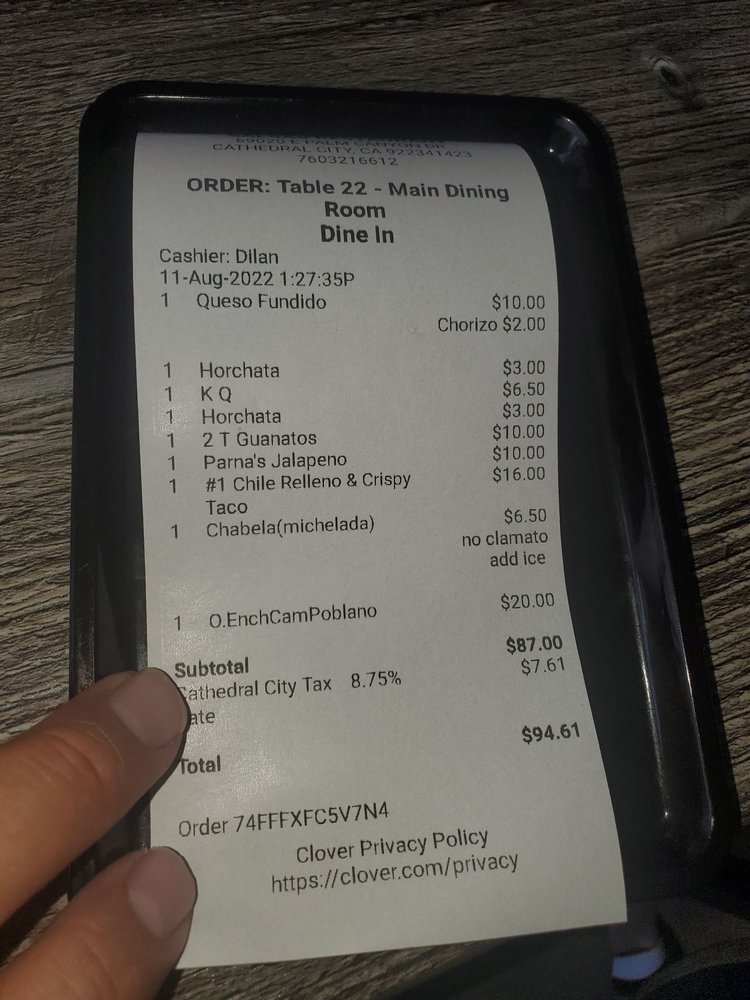 69020 E PALM CANYON DR
CATHEDRAL CITY, CA 922341423
7603216612
ORDER: Table 22 - Main Dining
Room
Dine In
Cashier: Dilan
11-Aug-2022 1:27:35P
1 Queso Fundido $10.00
Chorizo $2.00
1 Horchata $3.00
1 K Q $6.50
1 Horchata $3.00
1 2 T Guanatos $10.00
1 Parna's Jalapeno $10.00
1 #1 Chile Relleno & Crispy $16.00
Taco
1 Chabela(michelada) $6.50
no clamato
add ice
1 O.EnchCamPoblano $20.00
Subtotal $87.00
Cathedral City Tax 8.75% $7.61
ate
Total $94.61
Order 74FFFXFC5V7N4
Clover Privacy Policy
https://clover.com/privacy